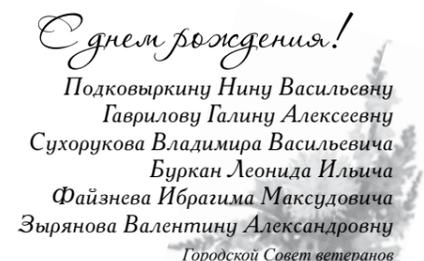 С днем рождения!
Подковыркину Нину Васильевну
Гаврилову Галину Алексеевну
Сухорукова Владимира Васильевича
Буркан Леонида Ильича
Файзнева Ибрагима Максудовича
Зырянова Валентину Александровну
Городской Совет ветеранов